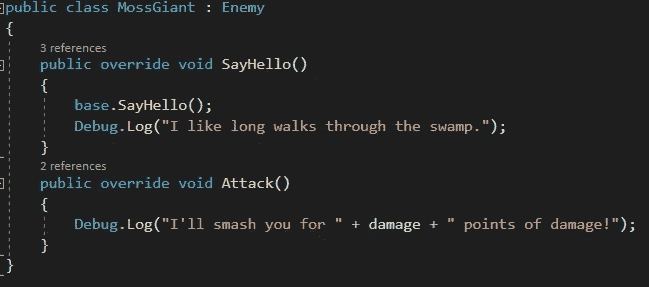 public class MossGiant : Enemy
{
3 references
public override void SayHello()
{
base.SayHello();
Debug.Log("I like long walks through the swamp.");
}
2 references
public override void Attack()
{
Debug.Log("I'll smash you for " + damage + " points of damage!");
}
}